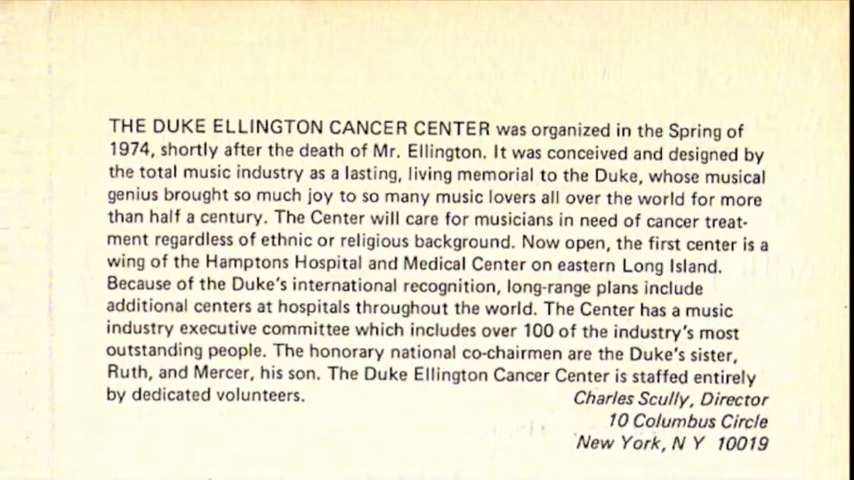 THE DUKE ELLINGTON CANCER CENTER was organized in the Spring of
1974, shortly after the death of Mr. Ellington. It was conceived and designed by
the total music industry as a lasting, living memorial to the Duke, whose musical
genius brought so much joy to so many music lovers all over the world for more
than half a century. The Center will care for musicians in need of cancer treat-
ment regardless of ethnic or religious background. Now open, the first center is a
wing of the Hamptons Hospital and Medical Center on eastern Long Island.
Because of the Duke's international recognition, long-range plans include
additional centers at hospitals throughout the world. The Center has a music
industry executive committee which includes over 100 of the industry's most
outstanding people. The honorary national co-chairmen are the Duke's sister,
Ruth, and Mercer, his son. The Duke Ellington Cancer Center is staffed entirely
by dedicated volunteers. Charles Scully, Director
10 Columbus Circle
New York, N Y 10019